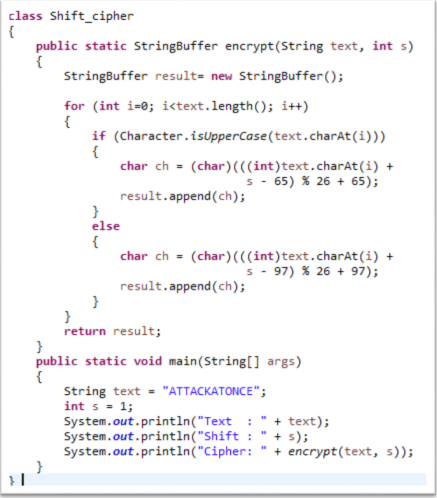 class Shift_cipher
{
    public static StringBuffer encrypt(String text, int s)
    {
        StringBuffer result= new StringBuffer();

        for (int i=0; i<text.length(); i++)
        {
            if (Character.isUpperCase(text.charAt(i)))
            {
                char ch = (char)(((int)text.charAt(i) +
                                  s - 65) % 26 + 65);
                result.append(ch);
            }
            else
            {
                char ch = (char)(((int)text.charAt(i) +
                                  s - 97) % 26 + 97);
                result.append(ch);
            }
        }
        return result;
    }
    public static void main(String[] args)
    {
        String text = "ATTACKATONCE";
        int s = 1;
        System.out.println("Text  : " + text);
        System.out.println("Shift : " + s);
        System.out.println("Cipher: " + encrypt(text, s));
    }
}